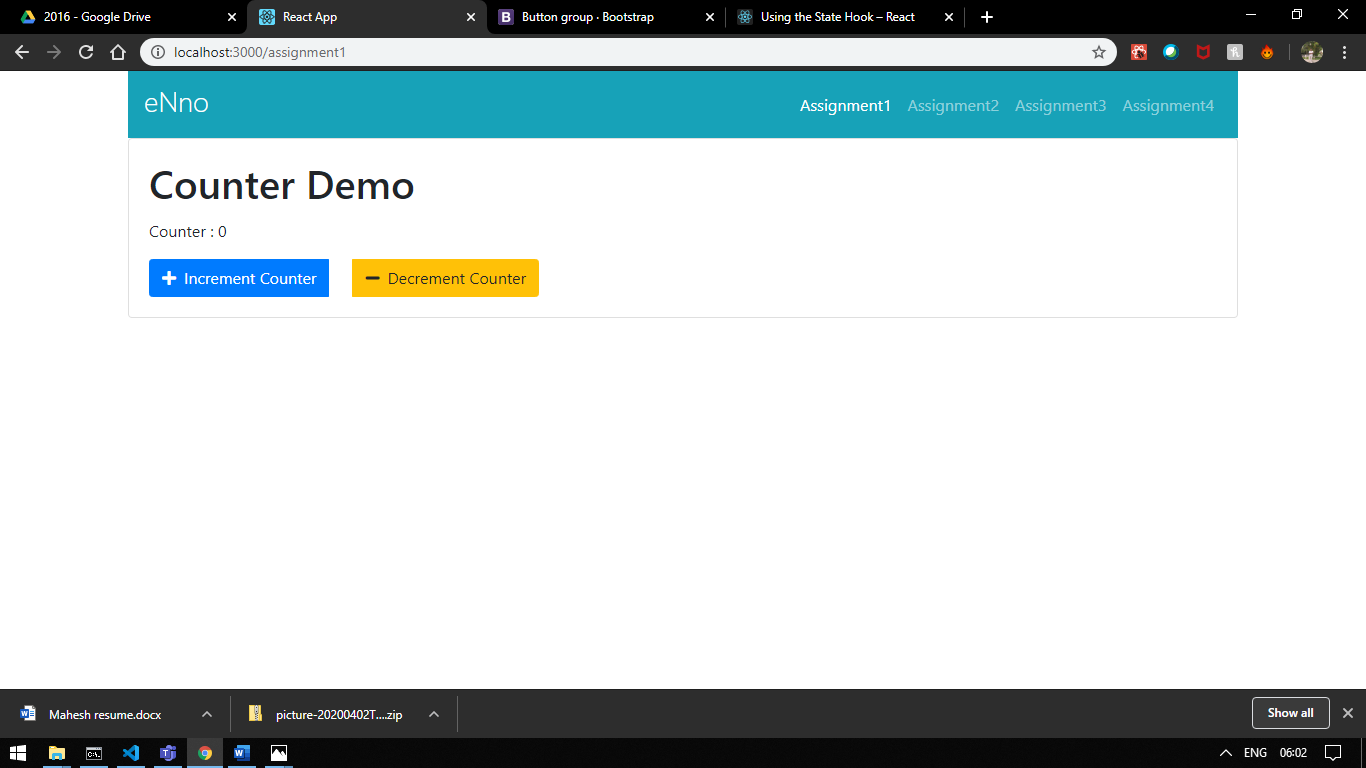 2016 - Google Drive
React App
Button group · Bootstrap
Using the State Hook – React
localhost:3000/assignment1
eNno
Assignment1 Assignment2 Assignment3 Assignment4
Counter Demo
Counter : 0
Increment Counter
Decrement Counter
Mahesh resume.docx
picture-20200402T....zip
Show all
ENG 06:02